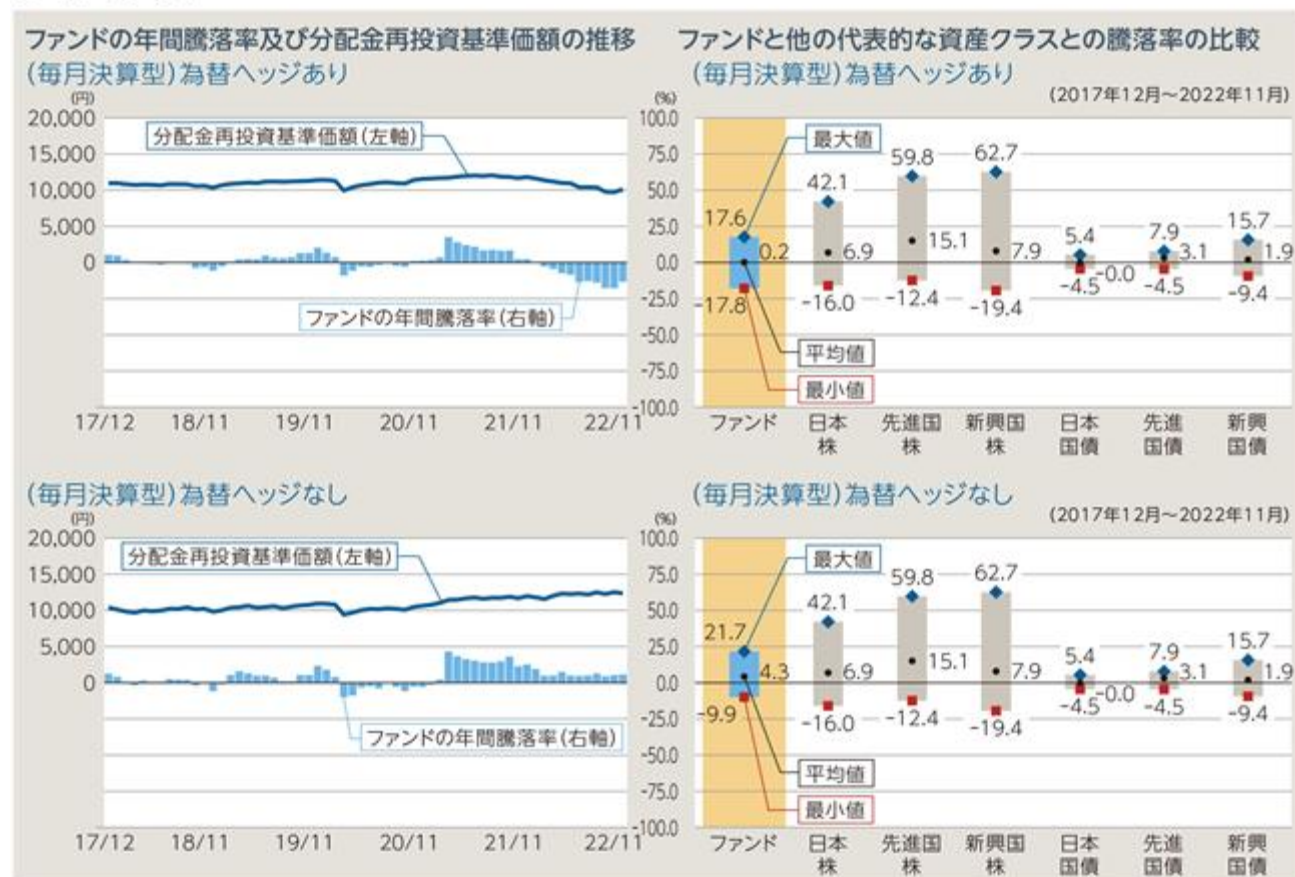 ファンドの年間騰落率及び分配金再投資基準価額の推移
(毎月決算型)為替ヘッジあり
(円)
20,000
15,000
10,000
5,000
0
分配金再投資基準価額(左軸)
ファンドの年間騰落率(右軸)
17/12 18/11 19/11 20/11 21/11 22/11
ファンドと他の代表的な資産クラスとの騰落率の比較
(毎月決算型)為替ヘッジあり
(2017年12月～2022年11月)
(%)
100.0
75.0
50.0
25.0
0.0
-25.0
-50.0
-75.0
-100.0
最大値
平均値
最小値
17.6 42.1 59.8 62.7 5.4 7.9 15.7
0.2 6.9 15.1 7.9 -0.0 3.1 1.9
-17.8 -16.0 -12.4 -19.4 -4.5 -4.5 -9.4
ファンド 日本 先進国 新興国 日本 先進 新興
株 株 株 国債 国債 国債
(毎月決算型)為替ヘッジなし
(円)
20,000
15,000
10,000
5,000
0
分配金再投資基準価額(左軸)
ファンドの年間騰落率(右軸)
17/12 18/11 19/11 20/11 21/11 22/11
(毎月決算型)為替ヘッジなし
(2017年12月～2022年11月)
(%)
100.0
75.0
50.0
25.0
0.0
-25.0
-50.0
-75.0
-100.0
最大値
平均値
最小値
21.7 42.1 59.8 62.7 5.4 7.9 15.7
4.3 6.9 15.1 7.9 -0.0 3.1 1.9
-9.9 -16.0 -12.4 -19.4 -4.5 -4.5 -9.4
ファンド 日本 先進国 新興国 日本 先進 新興
株 株 株 国債 国債 国債